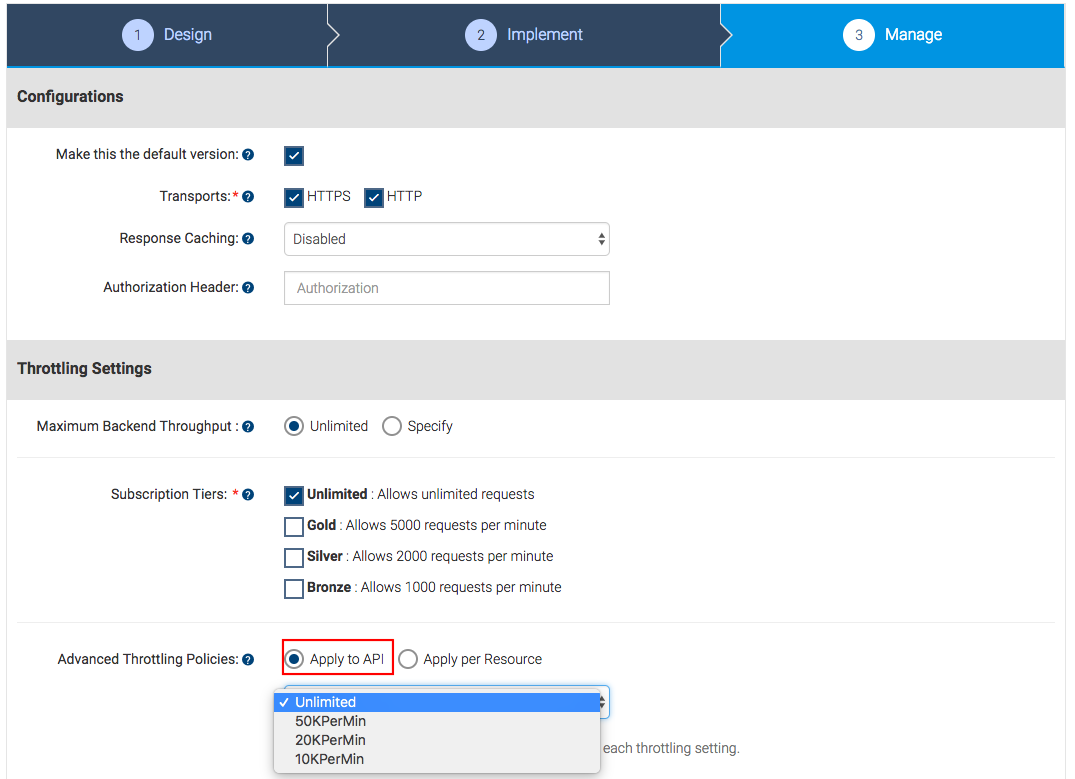 1 Design 2 Implement 3 Manage
Configurations
Make this the default version: ?
Transports:* ? HTTPS HTTP
Response Caching: ? Disabled
Authorization Header: ? Authorization
Throttling Settings
Maximum Backend Throughput : ? Unlimited Specify
Subscription Tiers: * ? Unlimited : Allows unlimited requests
Gold : Allows 5000 requests per minute
Silver : Allows 2000 requests per minute
Bronze : Allows 1000 requests per minute
Advanced Throttling Policies: ? Apply to API Apply per Resource
✓ Unlimited
50KPerMin
20KPerMin
each throttling setting.
10KPerMin